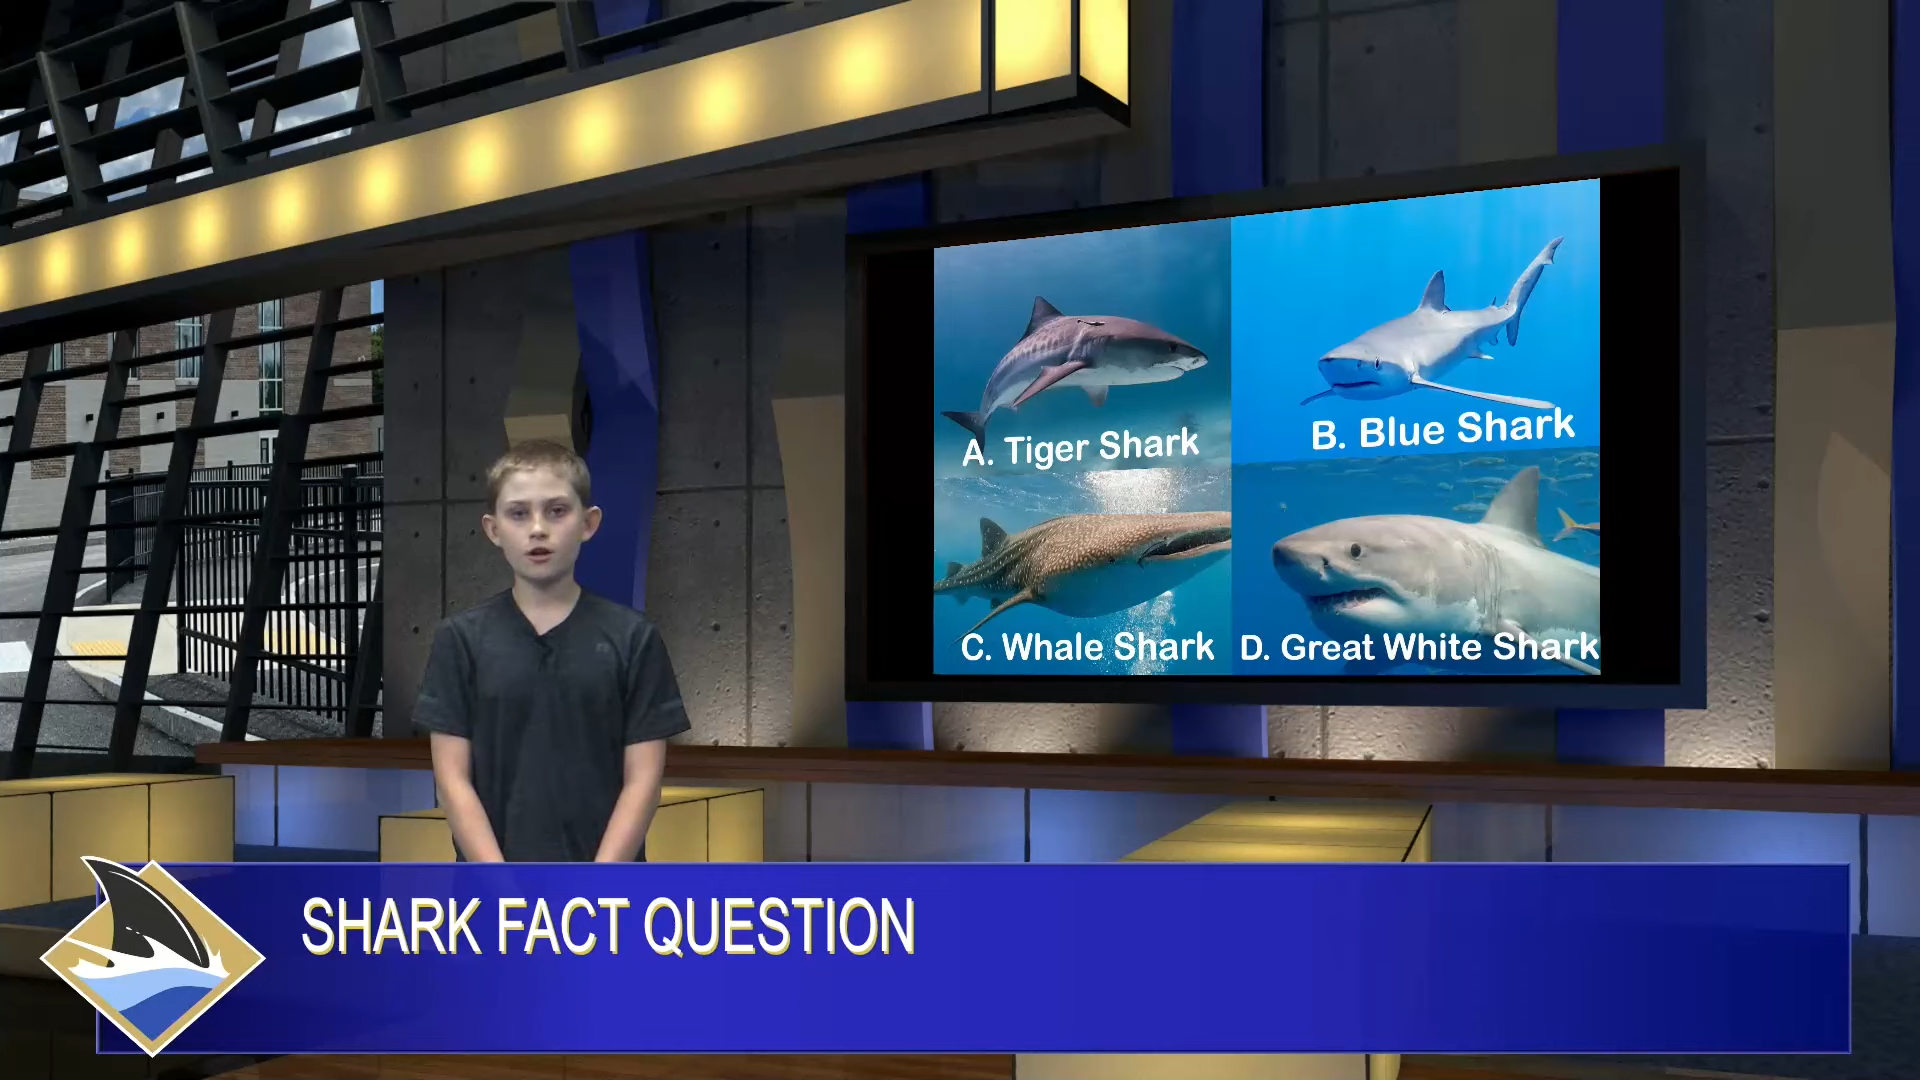 A. Tiger Shark
B. Blue Shark
C. Whale Shark
D. Great White Shark
SHARK FACT QUESTION